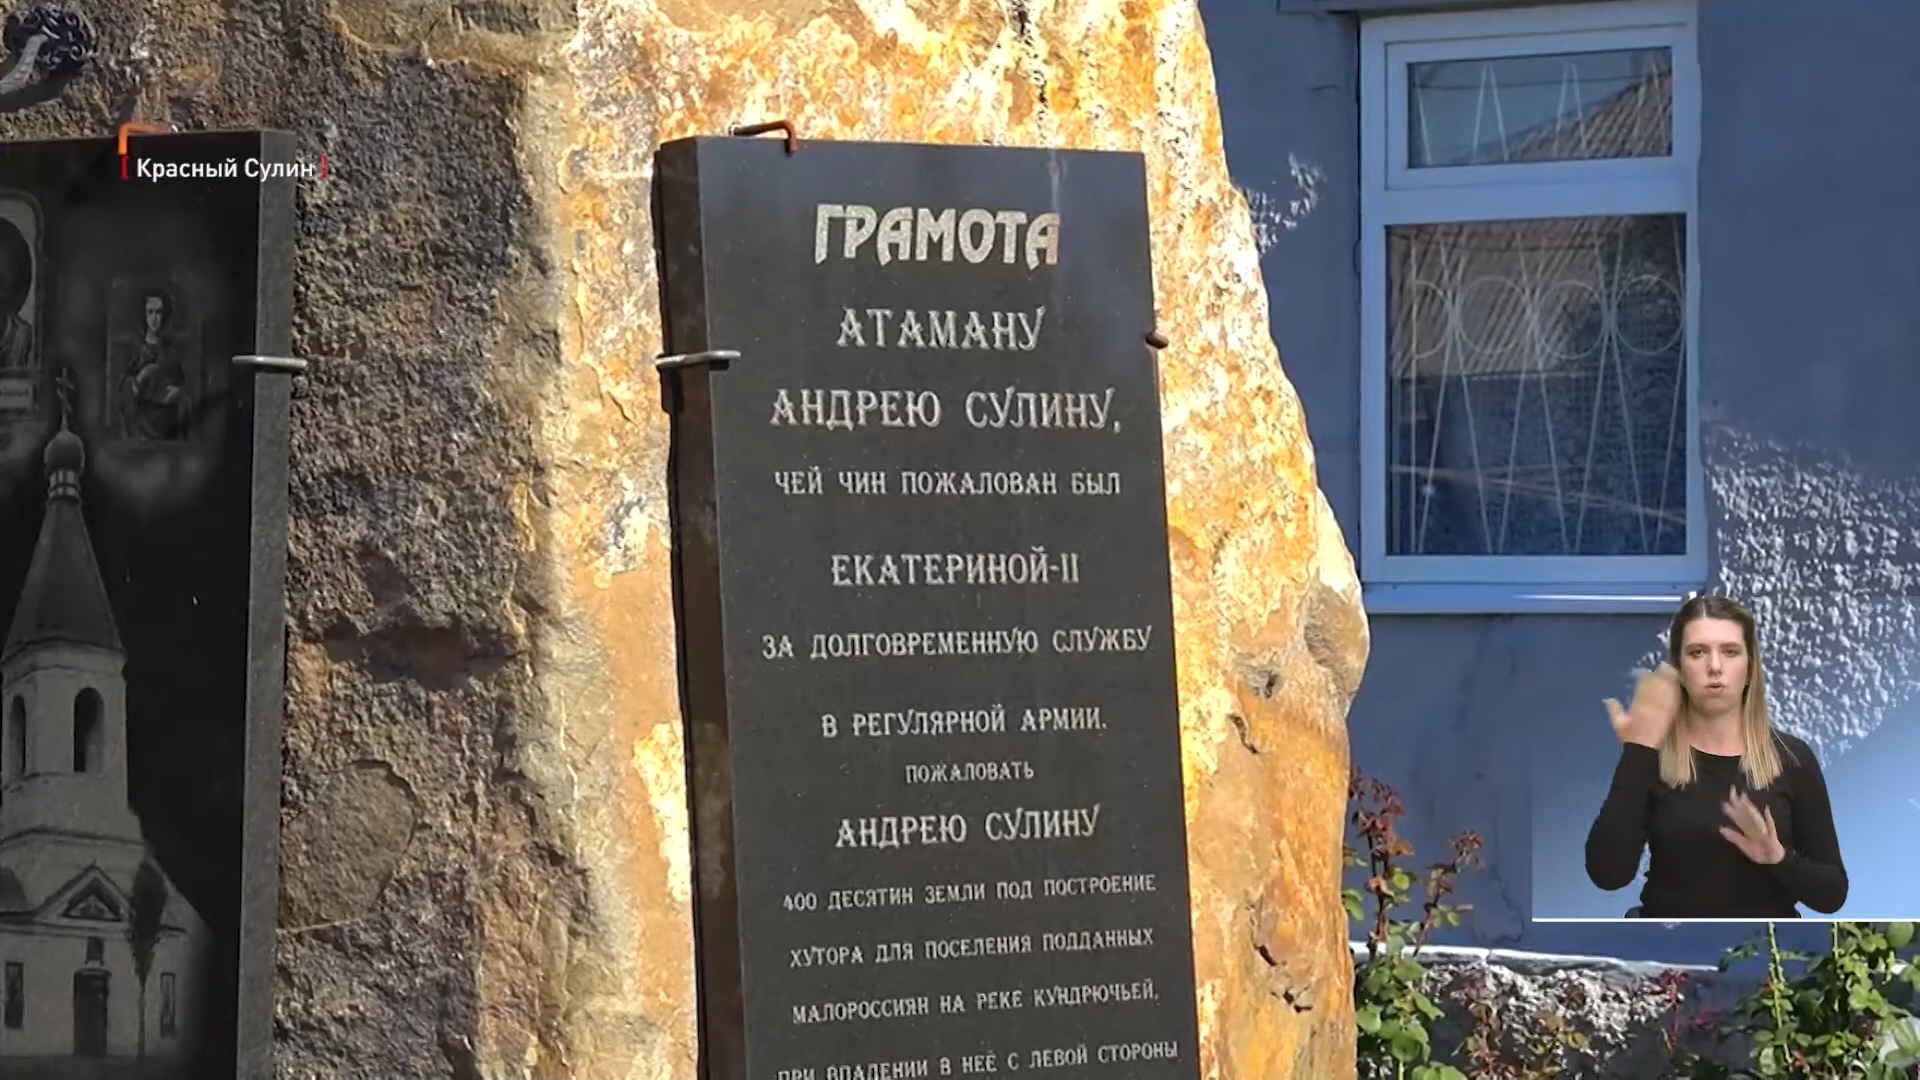 [ Красный Сулин ]
ГРАМОТА
АТАМАНУ
АНДРЕЮ СУЛИНУ,
ЧЕЙ ЧИН ПОЖАЛОВАН БЫЛ
ЕКАТЕРИНОЙ-II
ЗА ДОЛГОВРЕМЕННУЮ СЛУЖБУ
В РЕГУЛЯРНОЙ АРМИИ.
ПОЖАЛОВАТЬ
АНДРЕЮ СУЛИНУ
400 ДЕСЯТИН ЗЕМЛИ ПОД ПОСТРОЕНИЕ
ХУТОРА ДЛЯ ПОСЕЛЕНИЯ ПОДДАННЫХ
МАЛОРОССИЯН НА РЕКЕ КУНДРЮЧЬЕЙ,
ПРИ ВПАДЕНИИ В НЕЁ С ЛЕВОЙ СТОРОНЫ